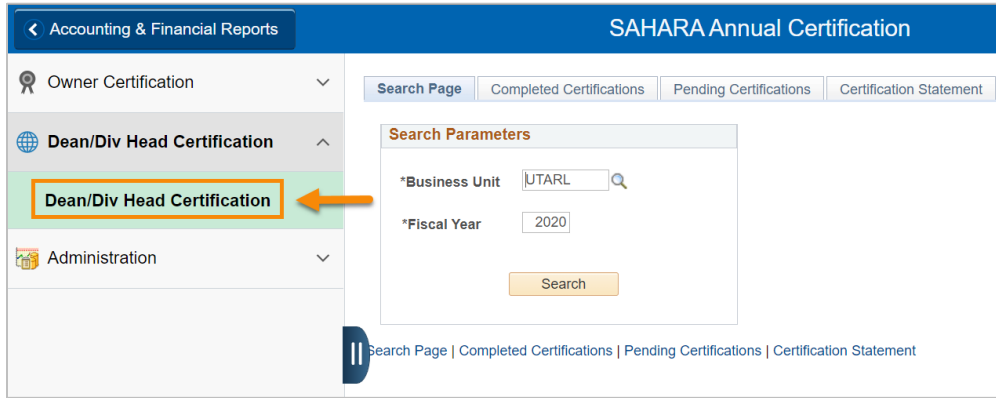 Accounting & Financial Reports
SAHARA Annual Certification
Owner Certification
Dean/Div Head Certification
Dean/Div Head Certification
Administration
Search Page Completed Certifications Pending Certifications Certification Statement
Search Parameters
*Business Unit UTARL
*Fiscal Year 2020
Search
Search Page | Completed Certifications | Pending Certifications | Certification Statement